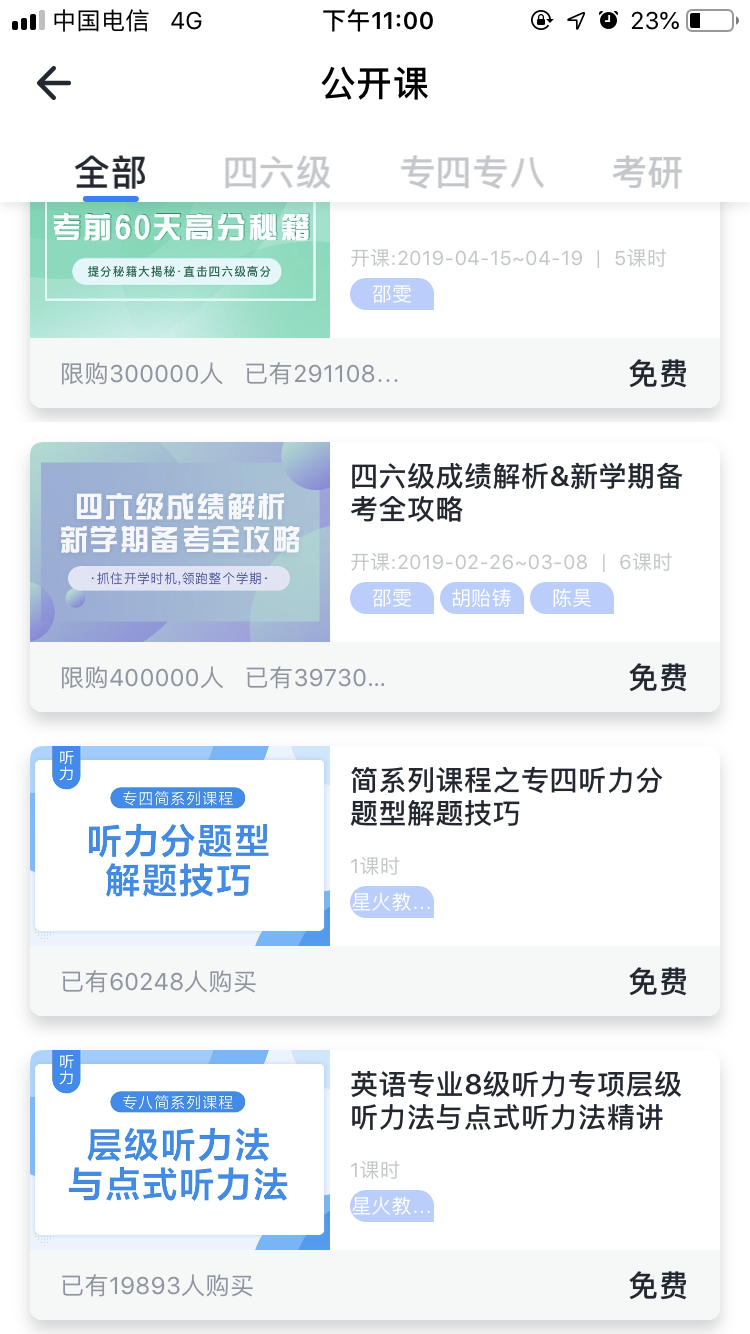 中国电信 4G 下午11:00 23%
公开课
全部 四六级 专四专八 考研
考前60天高分秘籍
提分秘籍大揭秘·直击四六级高分
开课:2019-04-15~04-19 | 5课时
邵雯
限购300000人 已有291108... 免费
四六级成绩解析
新学期备考全攻略
·抓住开学时机,领跑整个学期·
四六级成绩解析&新学期备
考全攻略
开课:2019-02-26~03-08 | 6课时
邵雯 胡贻铸 陈昊
限购400000人 已有39730... 免费
听力
专四简系列课程
听力分题型
解题技巧
简系列课程之专四听力分
题型解题技巧
1课时
星火教...
已有60248人购买 免费
听力
专八简系列课程
层级听力法
与点式听力法
英语专业8级听力专项层级
听力法与点式听力法精讲
1课时
星火教...
已有19893人购买 免费